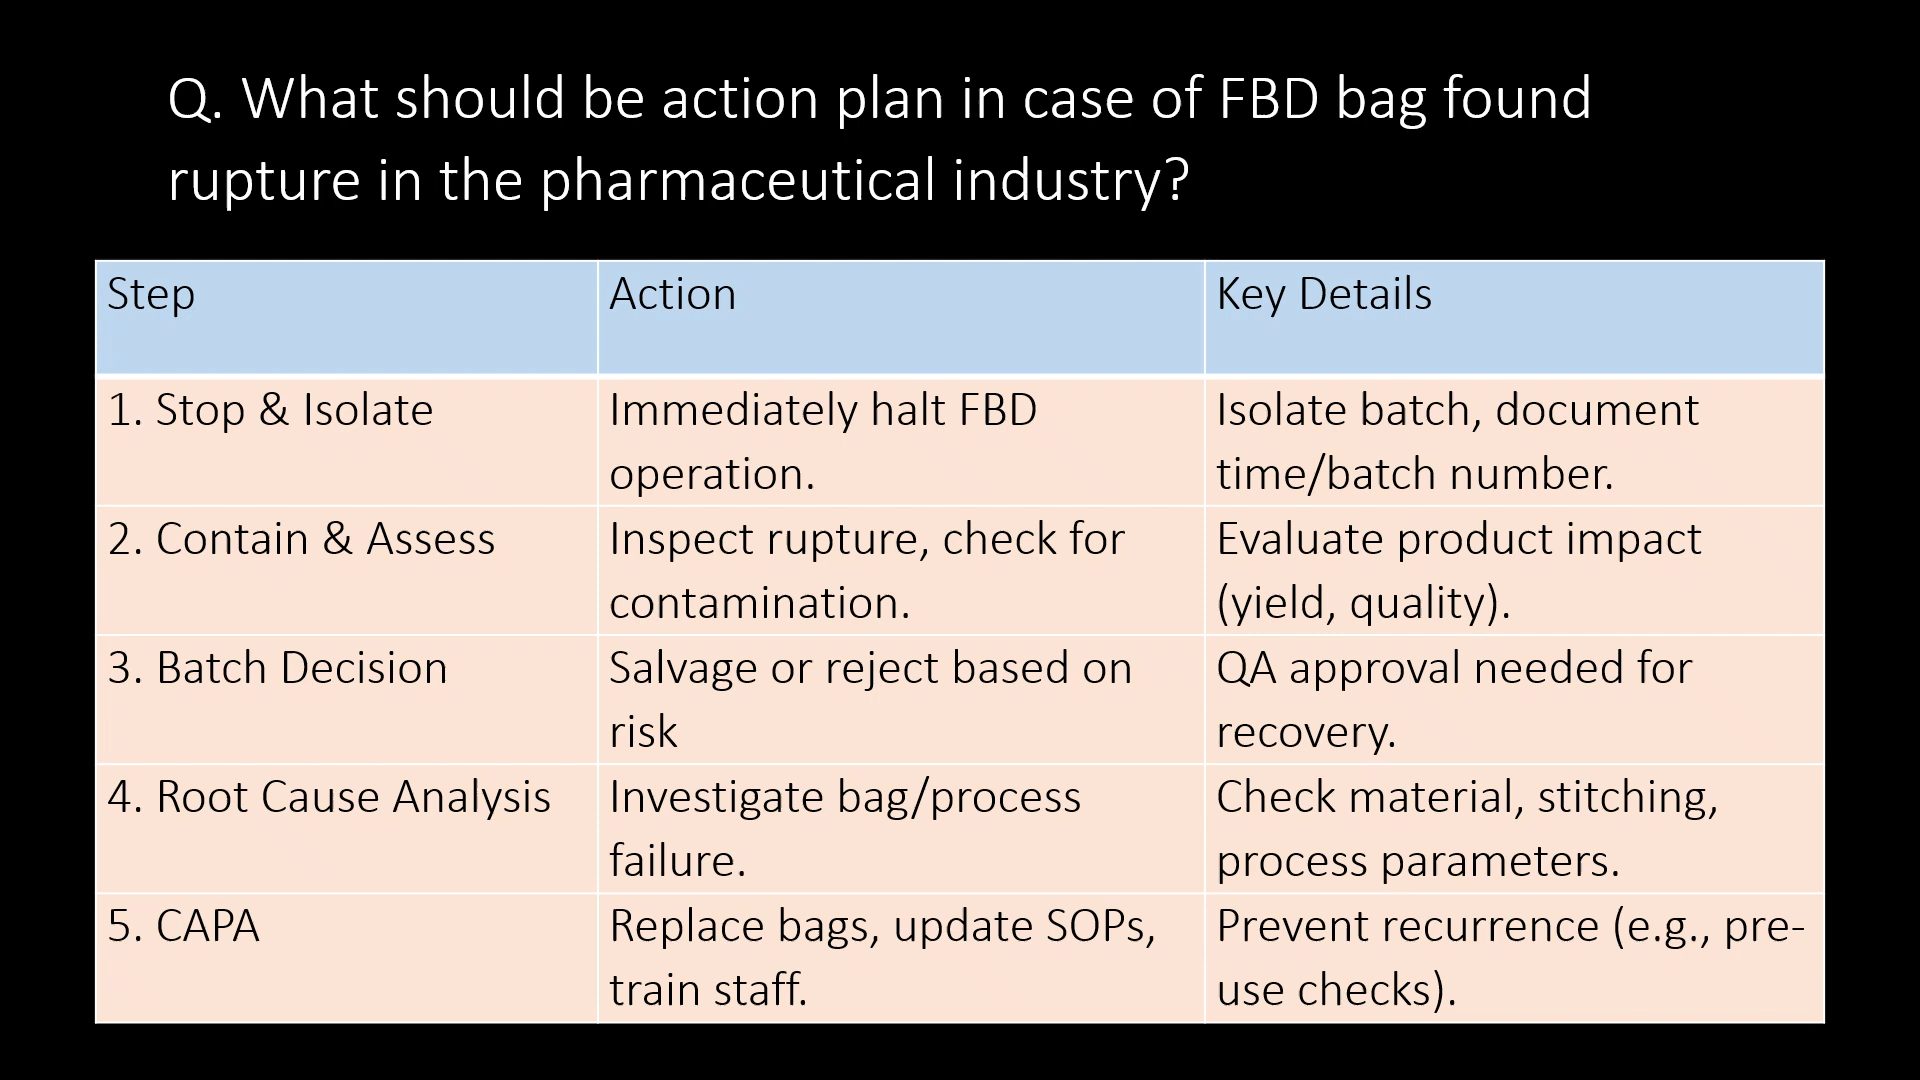 Q. What should be action plan in case of FBD bag found
rupture in the pharmaceutical industry?
Step
Action
Key Details
1. Stop & Isolate
Immediately halt FBD
operation.
Isolate batch, document
time/batch number.
2. Contain & Assess
Inspect rupture, check for
contamination.
Evaluate product impact
(yield, quality).
3. Batch Decision
Salvage or reject based on
risk
QA approval needed for
recovery.
4. Root Cause Analysis
Investigate bag/process
failure.
Check material, stitching,
process parameters.
5. CAPA
Replace bags, update SOPs,
train staff.
Prevent recurrence (e.g., pre-
use checks).